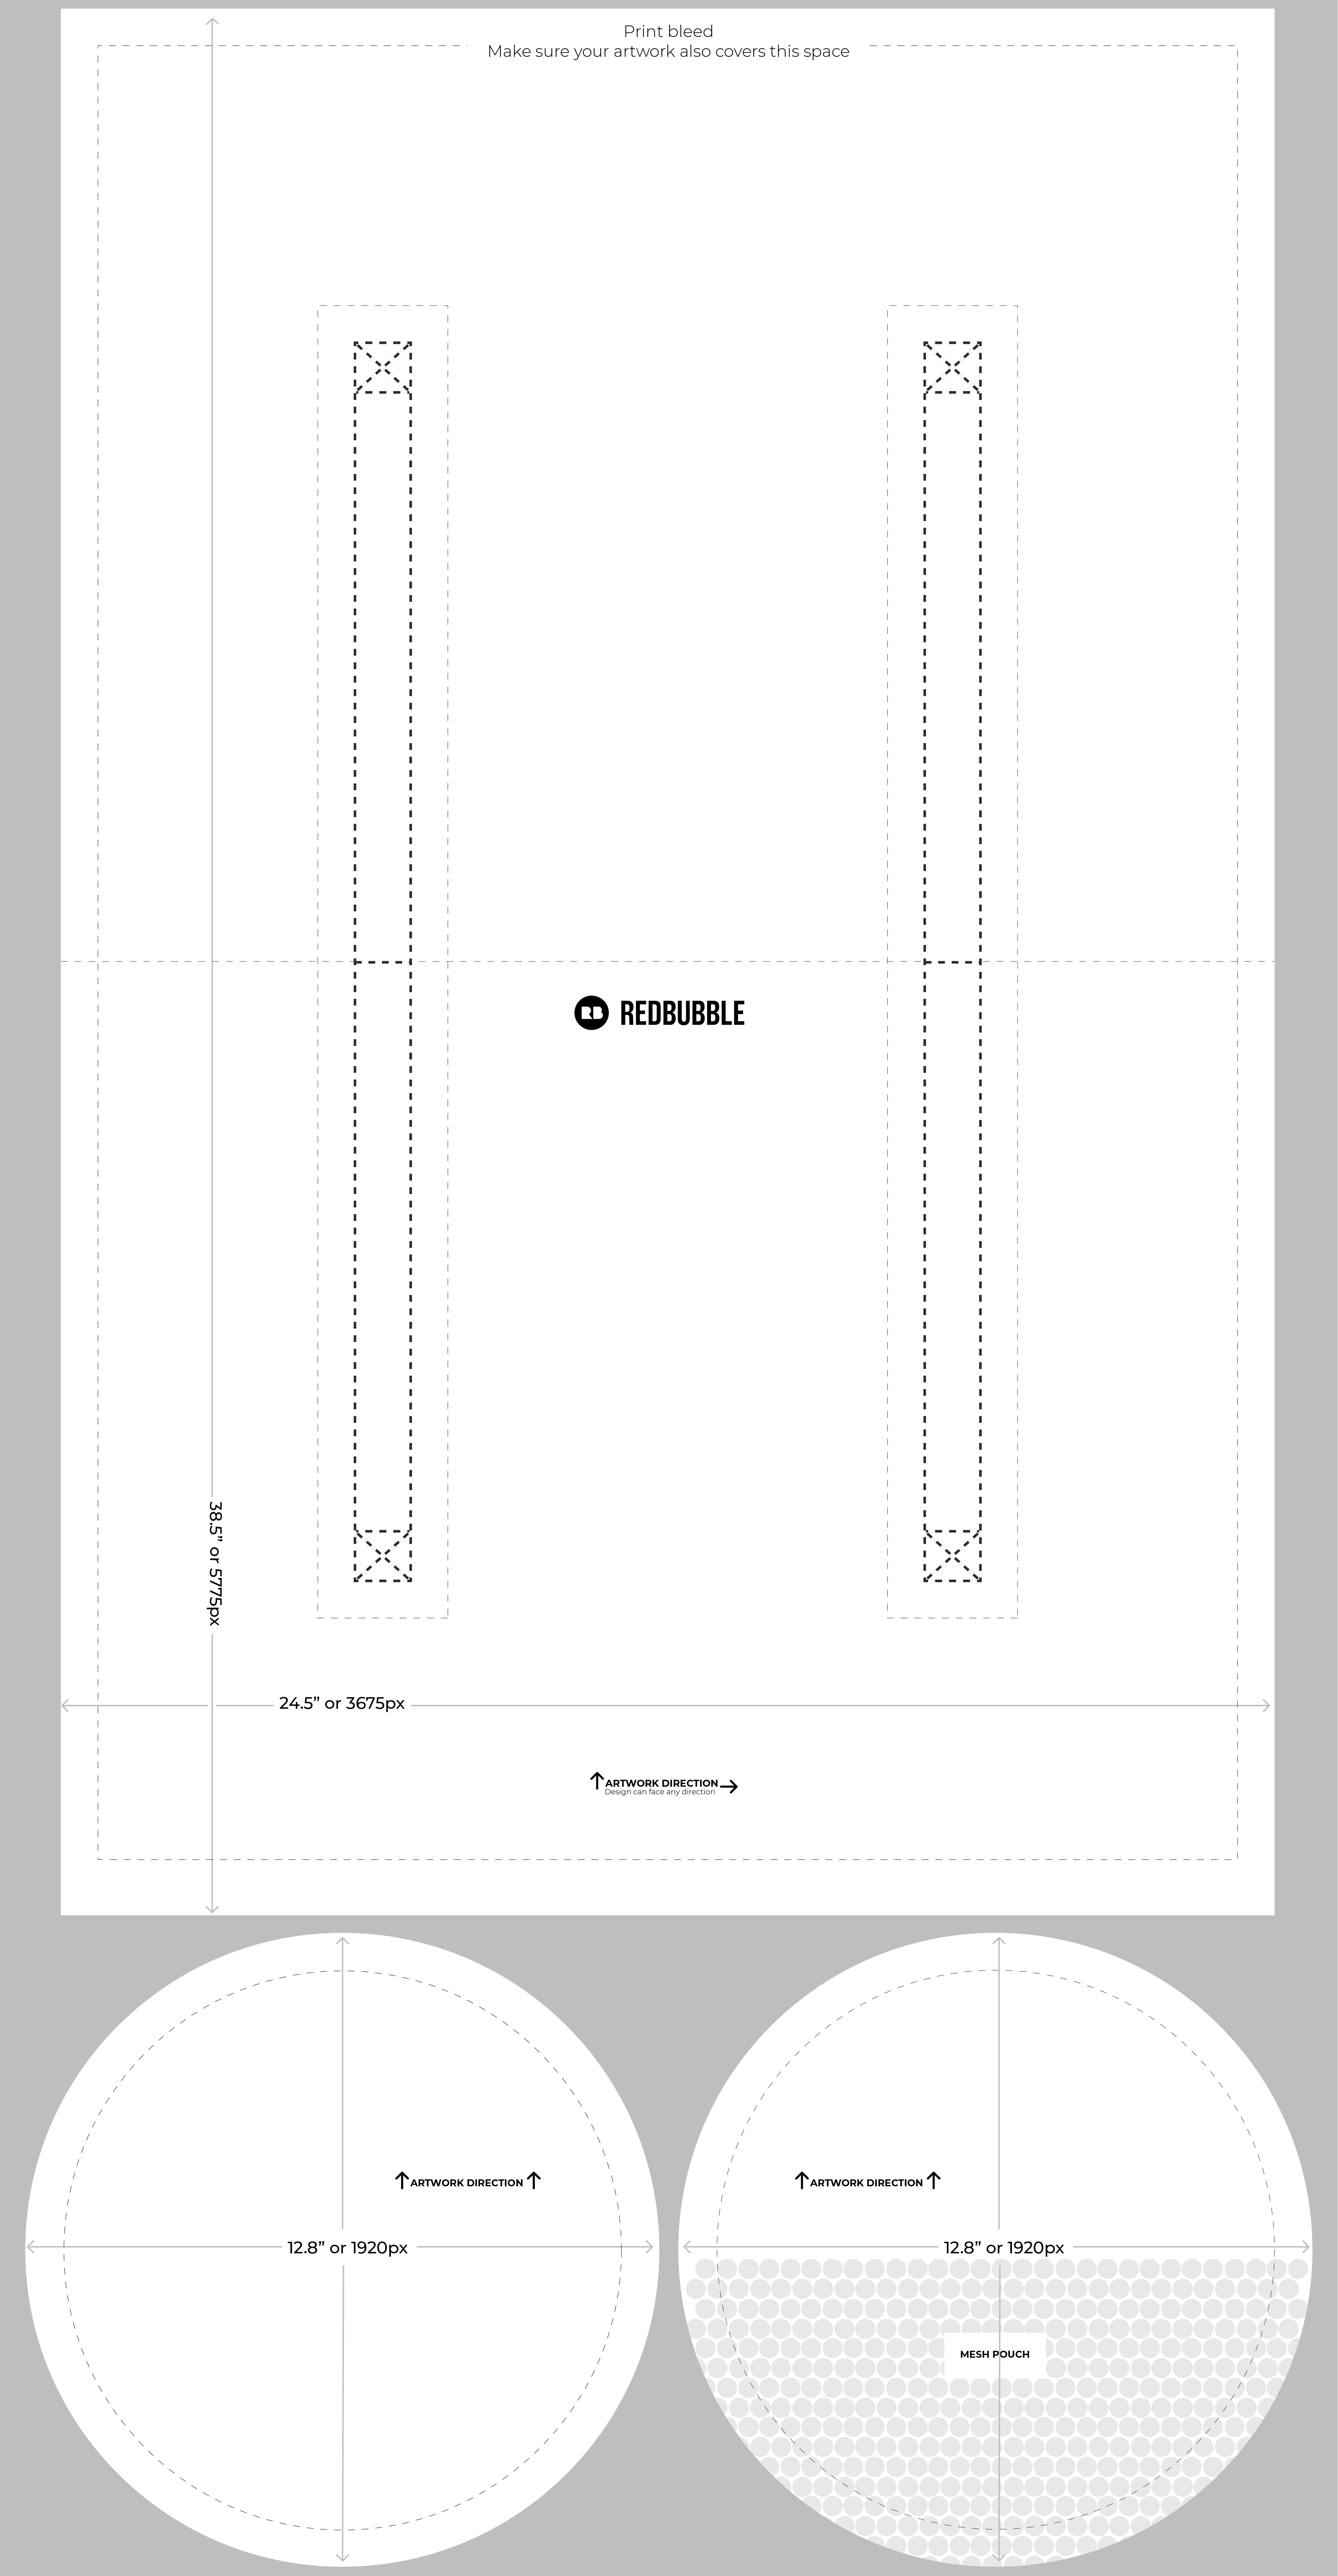 Print bleed
Make sure your artwork also covers this space
RB REDBUBBLE
38.5” or 5775px
24.5” or 3675px
ARTWORK DIRECTION
Design can face any direction
ARTWORK DIRECTION
ARTWORK DIRECTION
12.8” or 1920px
12.8” or 1920px
MESH POUCH